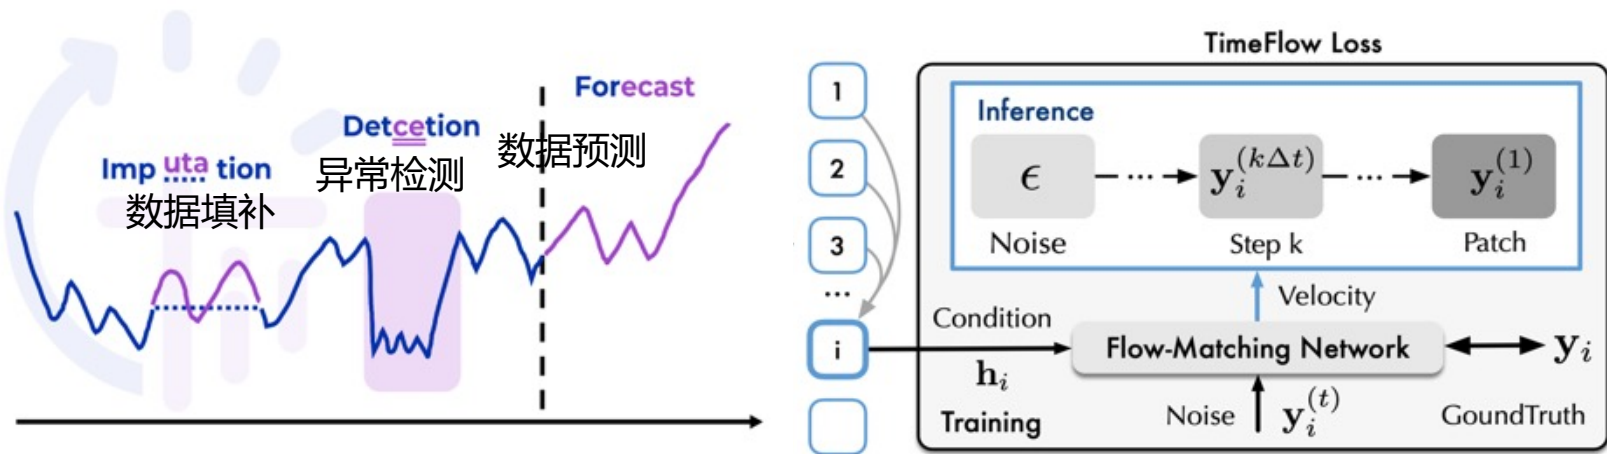 Imp uta tion
数据填补
Detcetion
异常检测
Forecast
数据预测
TimeFlow Loss
1
2
3
...
i
Inference
ϵ
...
y_i^{(kΔt)}
...
y_i^{(1)}
Noise
Step k
Patch
Velocity
Condition
h_i
Flow-Matching Network
y_i
Training
Noise
y_i^{(t)}
GoundTruth